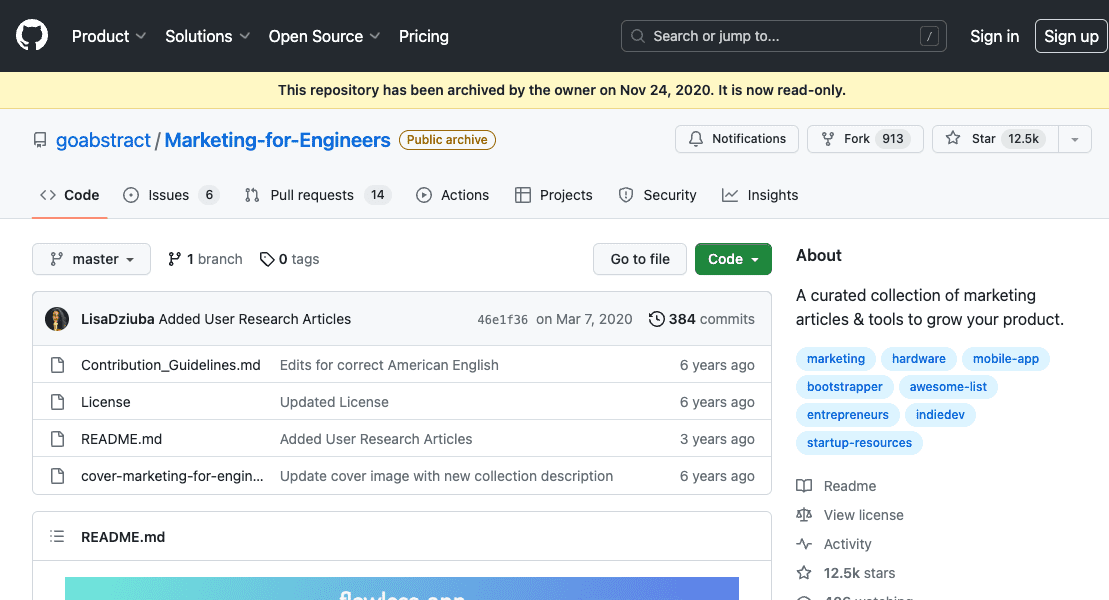 Product Solutions Open Source Pricing Search or jump to... / Sign in Sign up
This repository has been archived by the owner on Nov 24, 2020. It is now read-only.
goabstract / Marketing-for-Engineers Public archive Notifications Fork 913 Star 12.5k
Code Issues 6 Pull requests 14 Actions Projects Security Insights
master 1 branch 0 tags Go to file Code
LisaDziuba Added User Research Articles 46e1f36 on Mar 7, 2020 384 commits
Contribution_Guidelines.md Edits for correct American English 6 years ago
License Updated License 6 years ago
README.md Added User Research Articles 3 years ago
cover-marketing-for-engin... Update cover image with new collection description 6 years ago
README.md
About
A curated collection of marketing
articles & tools to grow your product.
marketing hardware mobile-app
bootstrapper awesome-list
entrepreneurs indiedev
startup-resources
Readme
View license
Activity
12.5k stars